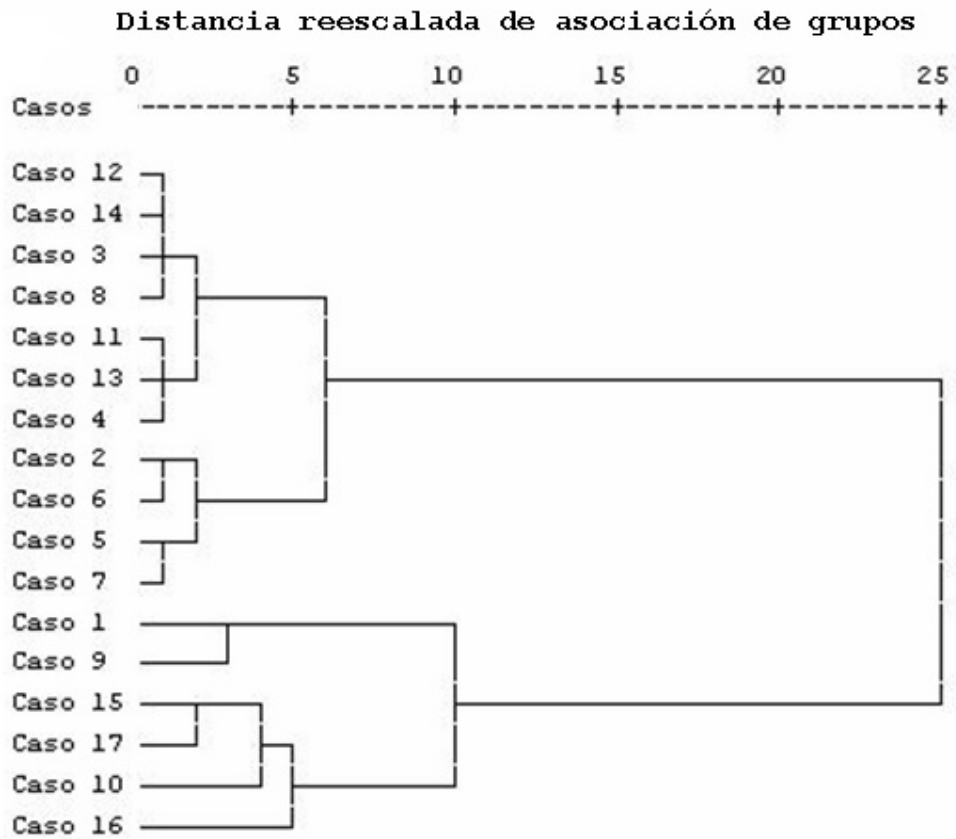 Distancia reescalada de asociación de grupos
0 5 10 15 20 25
Casos
Caso 12
Caso 14
Caso 3
Caso 8
Caso 11
Caso 13
Caso 4
Caso 2
Caso 6
Caso 5
Caso 7
Caso 1
Caso 9
Caso 15
Caso 17
Caso 10
Caso 16